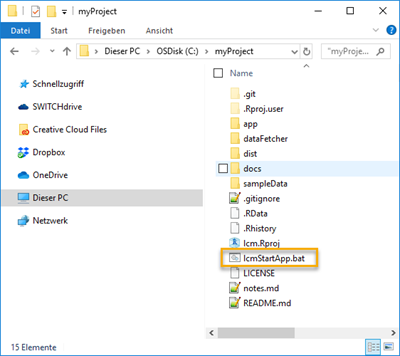 myProject
Datei
Start
Freigeben
Ansicht
Dieser PC
OSDisk (C:)
myProject
"myProje...
Schnellzugriff
SWITCHdrive
Creative Cloud Files
Dropbox
OneDrive
Dieser PC
Netzwerk
Name
.git
.Rproj.user
app
dataFetcher
dist
docs
sampleData
.gitignore
.RData
.Rhistory
lcm.Rproj
lcmStartApp.bat
LICENSE
notes.md
README.md
15 Elemente